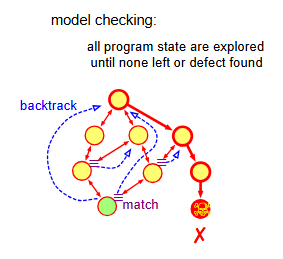 model checking:
all program state are explored
until none left or defect found
backtrack
match
X